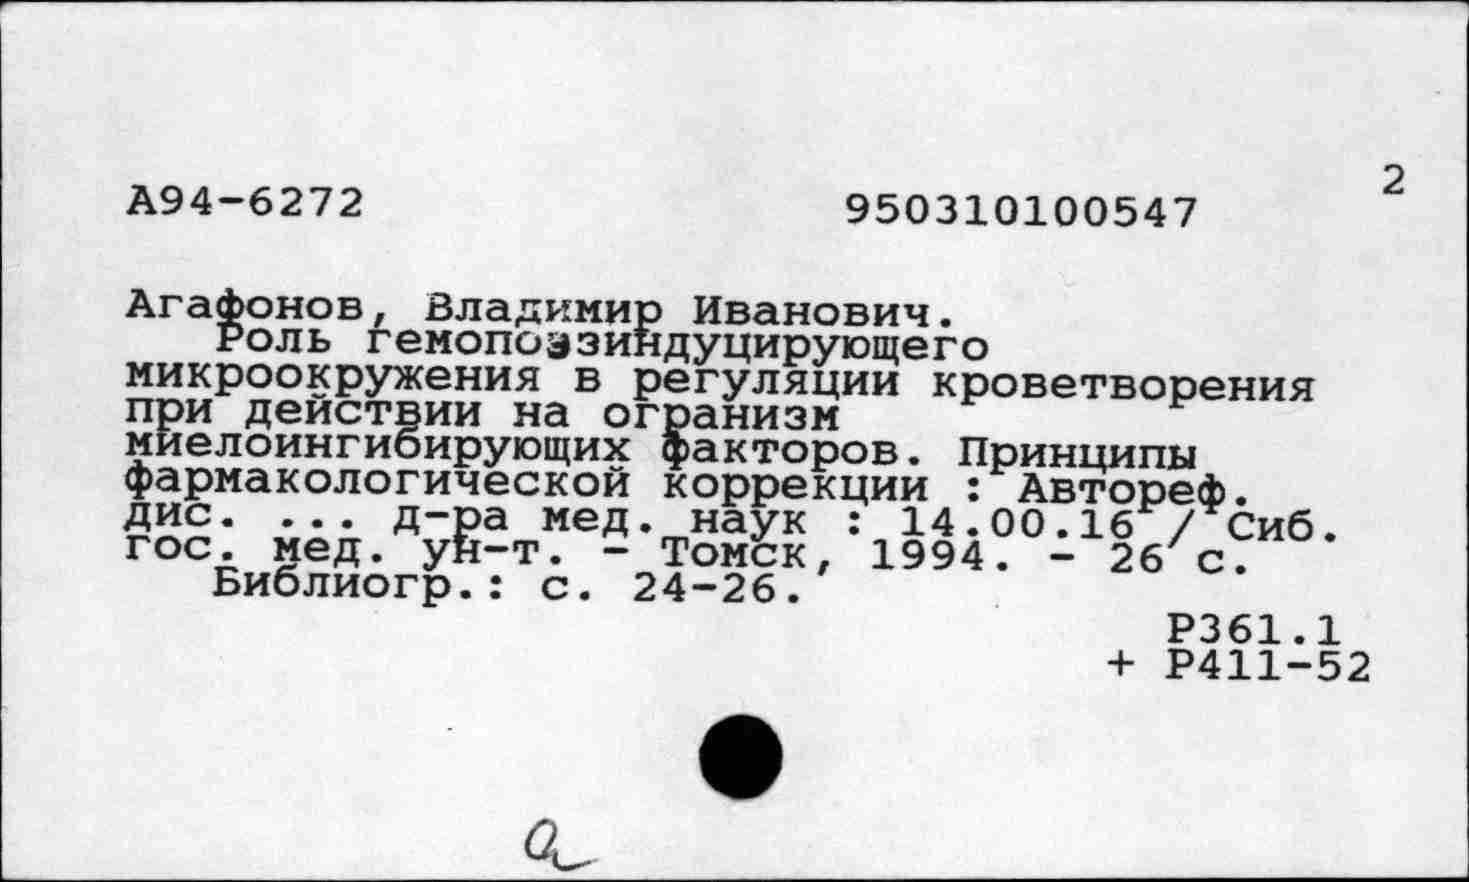 2
А94-6272 950310100547
Агафонов, Владимир Иванович.
Роль гемопоэзиндуцирующего
микроокружения в регуляции кроветворения
при действии на огранизм
миелоингибирующих факторов. Принципы
фармакологической коррекции : Автореф.
дис. ... д-ра мед. наук : 14.00.16 / Сиб.
гос. мед. ун-т. - Томск, 1994. - 26 с.
Библиогр.: с. 24-26.
Р361.1
+ Р411-52